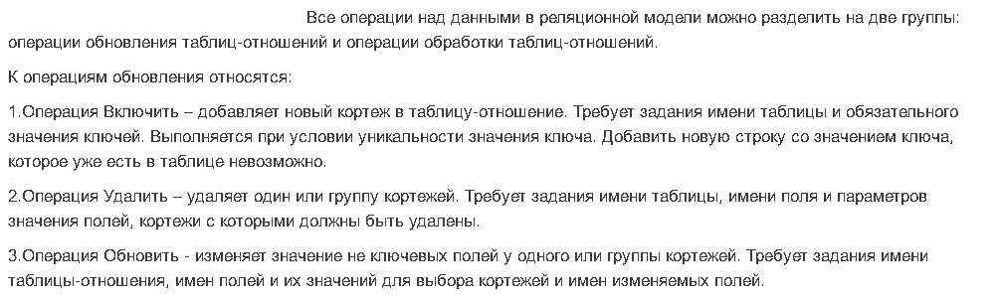 Все операции над данными в реляционной модели можно разделить на две группы:
операции обновления таблиц-отношений и операции обработки таблиц-отношений.
К операциям обновления относятся:
1.Операция Включить – добавляет новый кортеж в таблицу-отношение. Требует задания имени таблицы и обязательного
значения ключей. Выполняется при условии уникальности значения ключа. Добавить новую строку со значением ключа,
которое уже есть в таблице невозможно.
2.Операция Удалить – удаляет один или группу кортежей. Требует задания имени таблицы, имени поля и параметров
значения полей, кортежи с которыми должны быть удалены.
3.Операция Обновить - изменяет значение не ключевых полей у одного или группы кортежей. Требует задания имени
таблицы-отношения, имен полей и их значений для выбора кортежей и имен изменяемых полей.